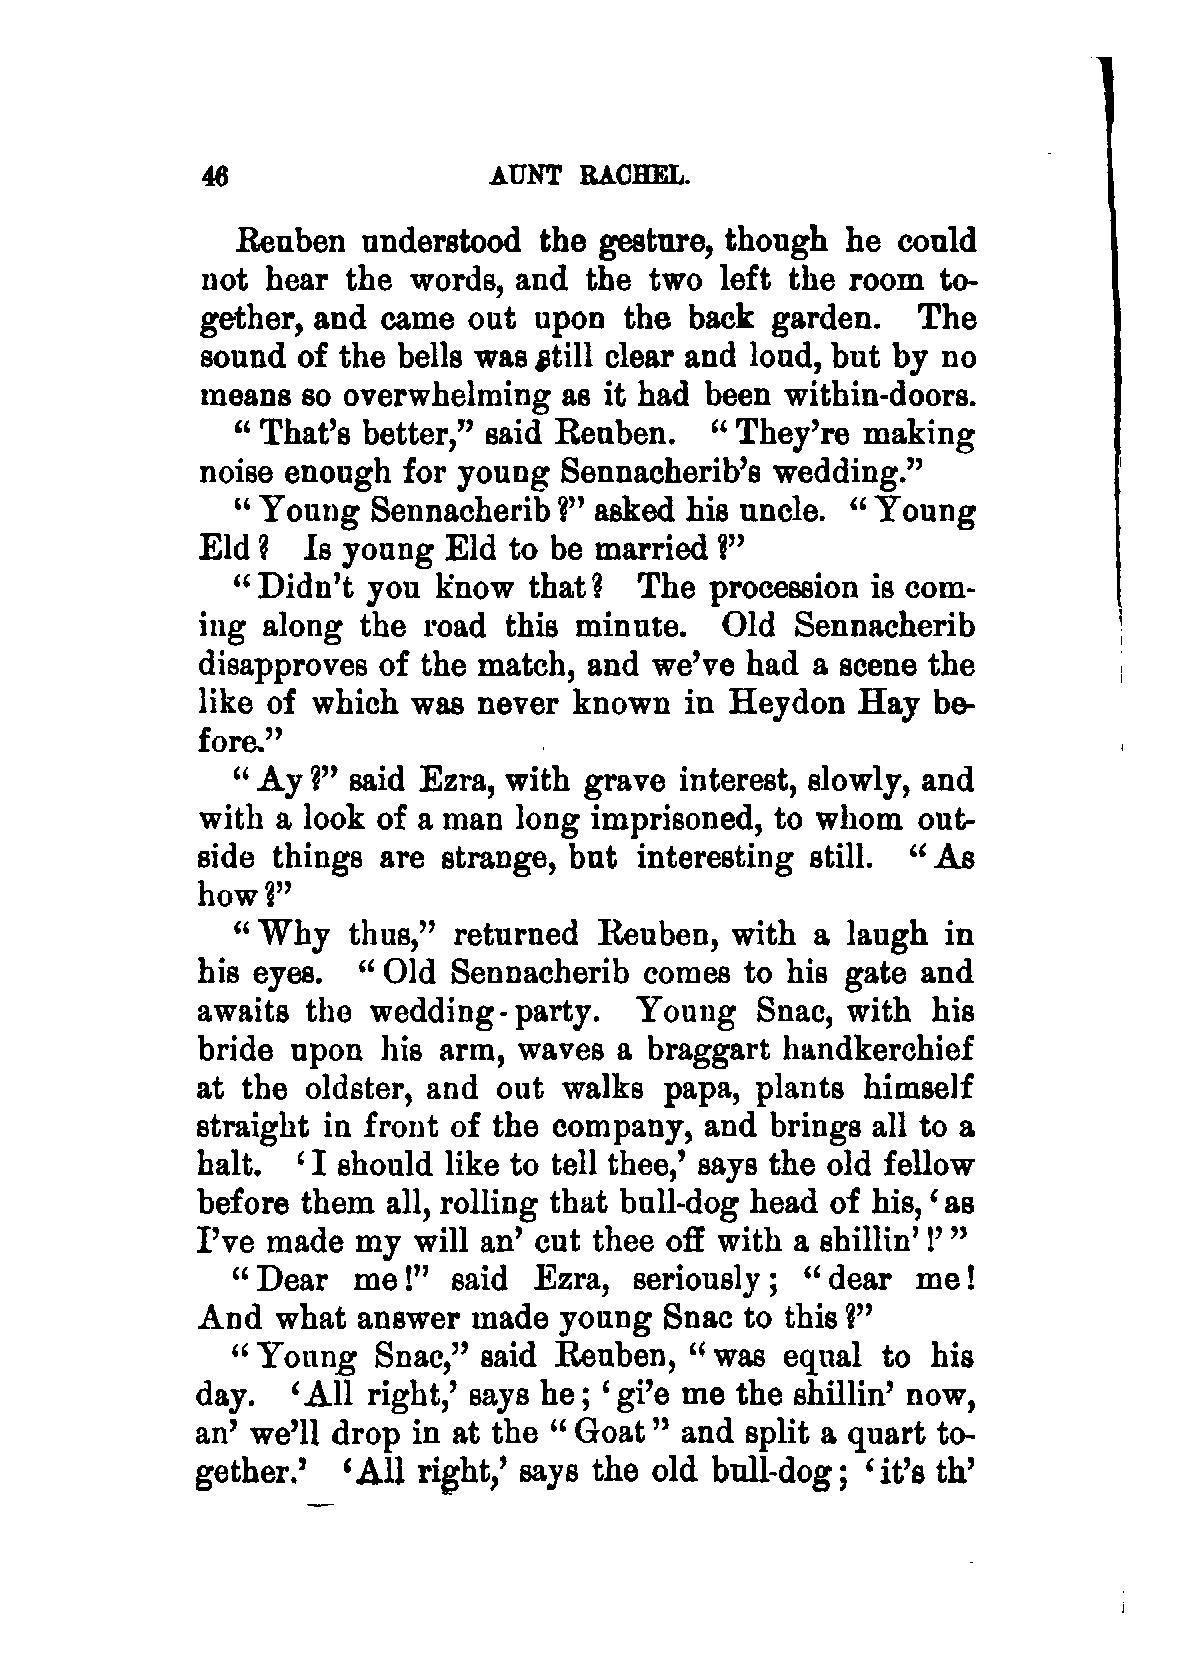 46 AUNT RACHEL.
Reuben understood the gesture, though he could
not hear the words, and the two left the room to-
gether, and came out upon the back garden. The
sound of the bells was still clear and loud, but by no
means so overwhelming as it had been within-doors.
“That’s better,” said Reuben. “They’re making
noise enough for young Sennacherib’s wedding.”
“Young Sennacherib?” asked his uncle. “Young
Eld? Is young Eld to be married?”
“Didn’t you know that? The procession is com-
ing along the road this minute. Old Sennacherib
disapproves of the match, and we’ve had a scene the
like of which was never known in Heydon Hay be-
fore.”
“Ay?” said Ezra, with grave interest, slowly, and
with a look of a man long imprisoned, to whom out-
side things are strange, but interesting still. “As
how?”
“Why thus,” returned Reuben, with a laugh in
his eyes. “Old Sennacherib comes to his gate and
awaits the wedding-party. Young Snac, with his
bride upon his arm, waves a braggart handkerchief
at the oldster, and out walks papa, plants himself
straight in front of the company, and brings all to a
halt. ‘I should like to tell thee,’ says the old fellow
before them all, rolling that bull-dog head of his, ‘as
I’ve made my will an’ cut thee off with a shillin’!’”
“Dear me!” said Ezra, seriously; “dear me!
And what answer made young Snac to this?”
“Young Snac,” said Reuben, “was equal to his
day. ‘All right,’ says he; ‘gi’e me the shillin’ now,
an’ we’ll drop in at the “Goat” and split a quart to-
gether.’ ‘All right,’ says the old bull-dog; ‘it’s th’